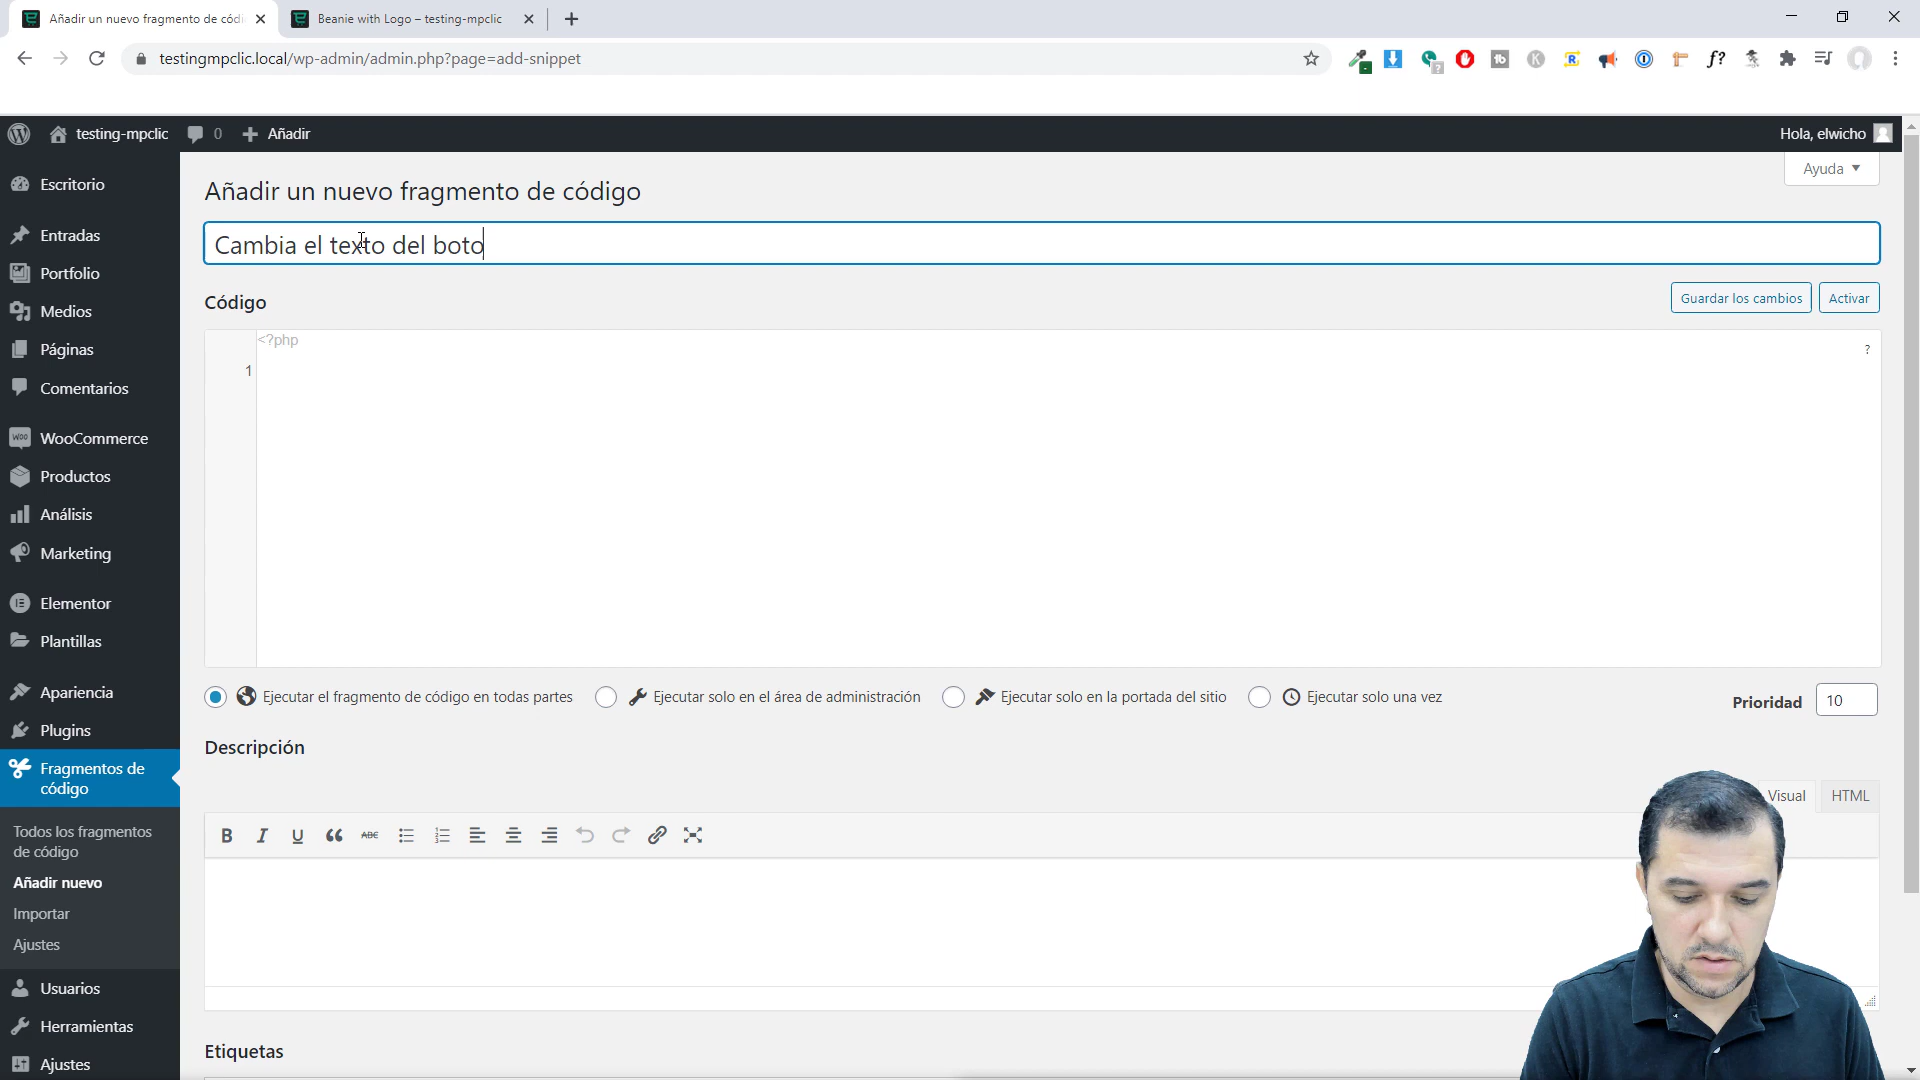 Añadir un nuevo fragmento de códi
Beanie with Logo – testing-mpclic
testingmpclic.local/wp-admin/admin.php?page=add-snippet
testing-mpclic
0
Añadir
Hola, elwicho
Ayuda
Escritorio
Entradas
Portfolio
Medios
Páginas
Comentarios
WooCommerce
Productos
Análisis
Marketing
Elementor
Plantillas
Apariencia
Plugins
Fragmentos de
código
Todos los fragmentos
de código
Añadir nuevo
Importar
Ajustes
Usuarios
Herramientas
Ajustes
Añadir un nuevo fragmento de código
Cambia el texto del boto
Código
Guardar los cambios
Activar
<?php
?
1
Ejecutar el fragmento de código en todas partes
Ejecutar solo en el área de administración
Ejecutar solo en la portada del sitio
Ejecutar solo una vez
Prioridad
10
Descripción
Visual
HTML
B I U ABC
Etiquetas